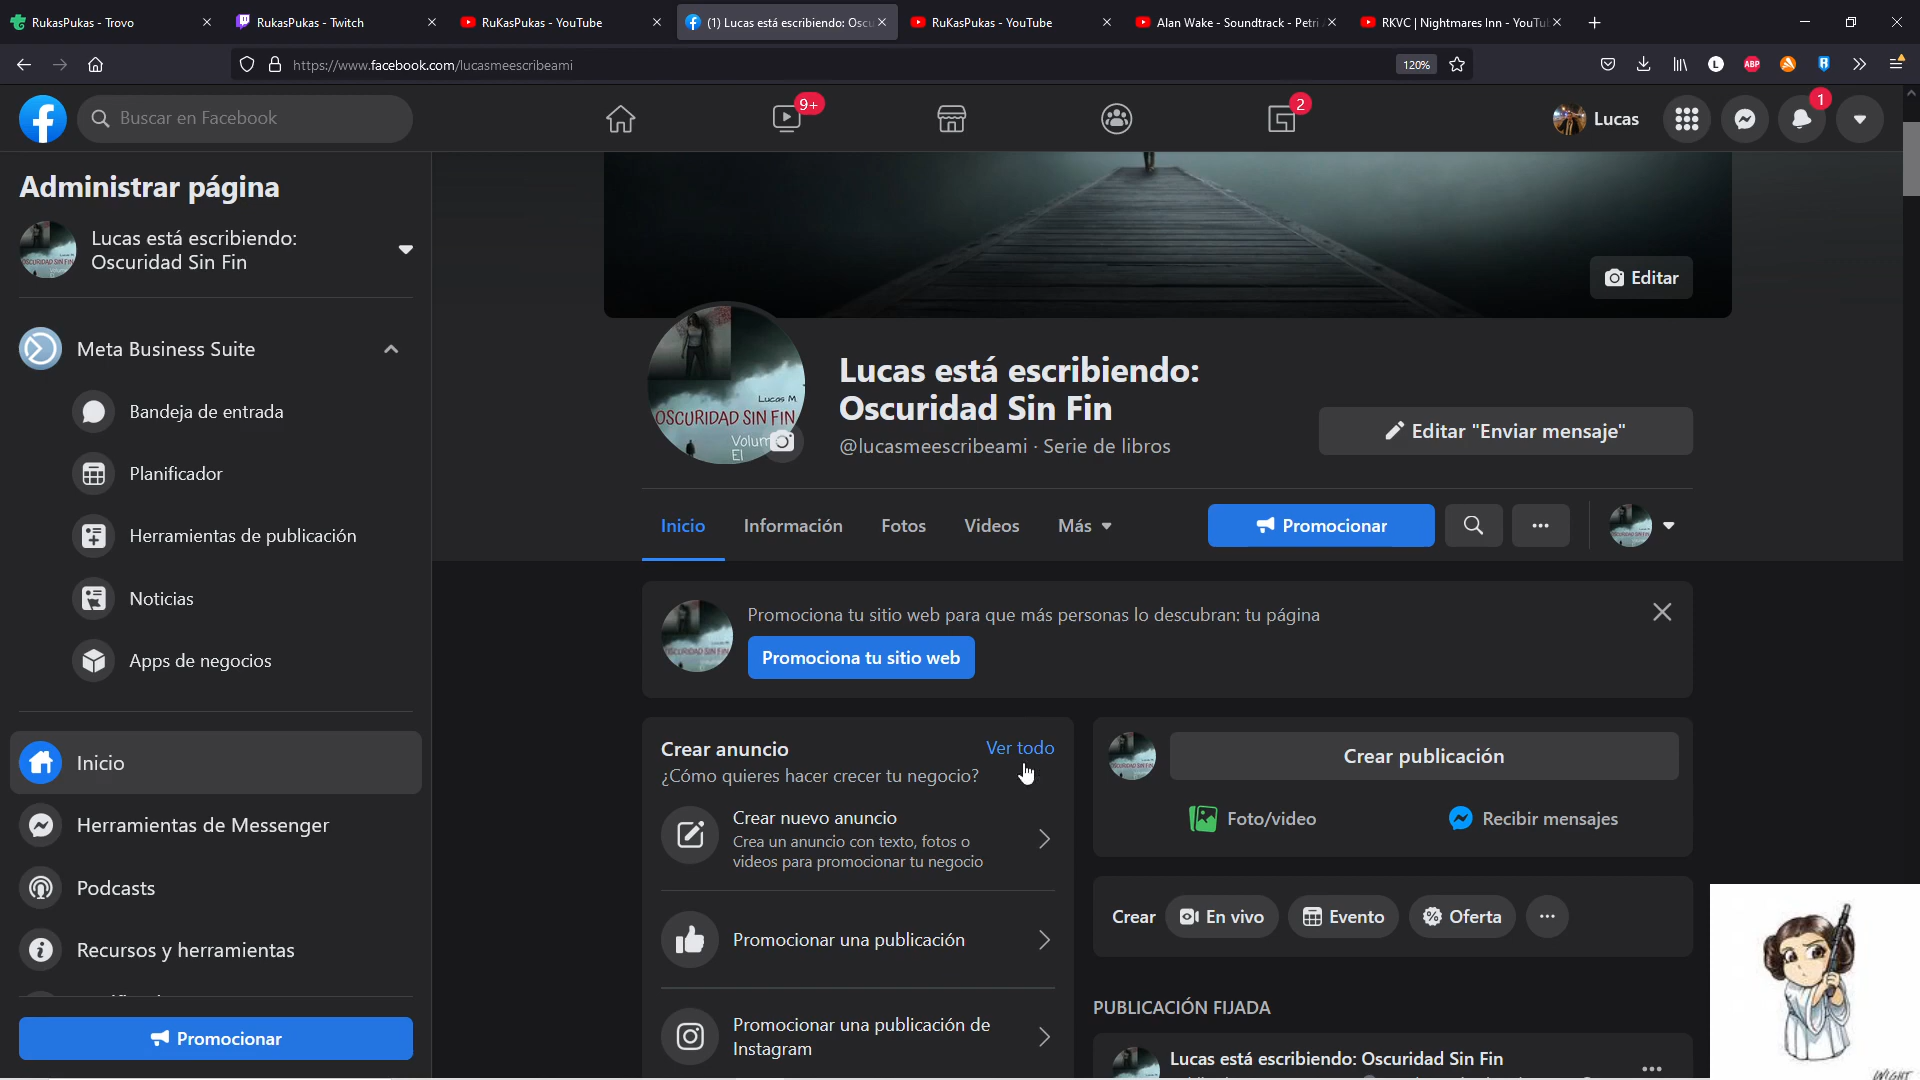 RukasPukas - Trovo
RukasPukas - Twitch
RuKasPukas - YouTube
(1) Lucas está escribiendo: Oscu
RuKasPukas - YouTube
Alan Wake - Soundtrack - Petri
RKVC | Nightmares Inn - YouTu
https://www.facebook.com/lucasmeescribeami
120%
L
ABP
Buscar en Facebook
9+
2
Lucas
1
Administrar página
Lucas está escribiendo:
Oscuridad Sin Fin
Meta Business Suite
Bandeja de entrada
Planificador
Herramientas de publicación
Noticias
Apps de negocios
Inicio
Herramientas de Messenger
Podcasts
Recursos y herramientas
Promocionar
Editar
Lucas M
OSCURIDAD SIN FIN
Volum
El
Lucas está escribiendo:
Oscuridad Sin Fin
@lucasmeescribeami · Serie de libros
Editar "Enviar mensaje"
Inicio
Información
Fotos
Videos
Más
Promocionar
Promociona tu sitio web para que más personas lo descubran: tu página
Promociona tu sitio web
Crear anuncio
Ver todo
¿Cómo quieres hacer crecer tu negocio?
Crear nuevo anuncio
Crea un anuncio con texto, fotos o
videos para promocionar tu negocio
Promocionar una publicación
Promocionar una publicación de
Instagram
Crear publicación
Foto/video
Recibir mensajes
Crear
En vivo
Evento
Oferta
PUBLICACIÓN FIJADA
Lucas está escribiendo: Oscuridad Sin Fin
WIGHT